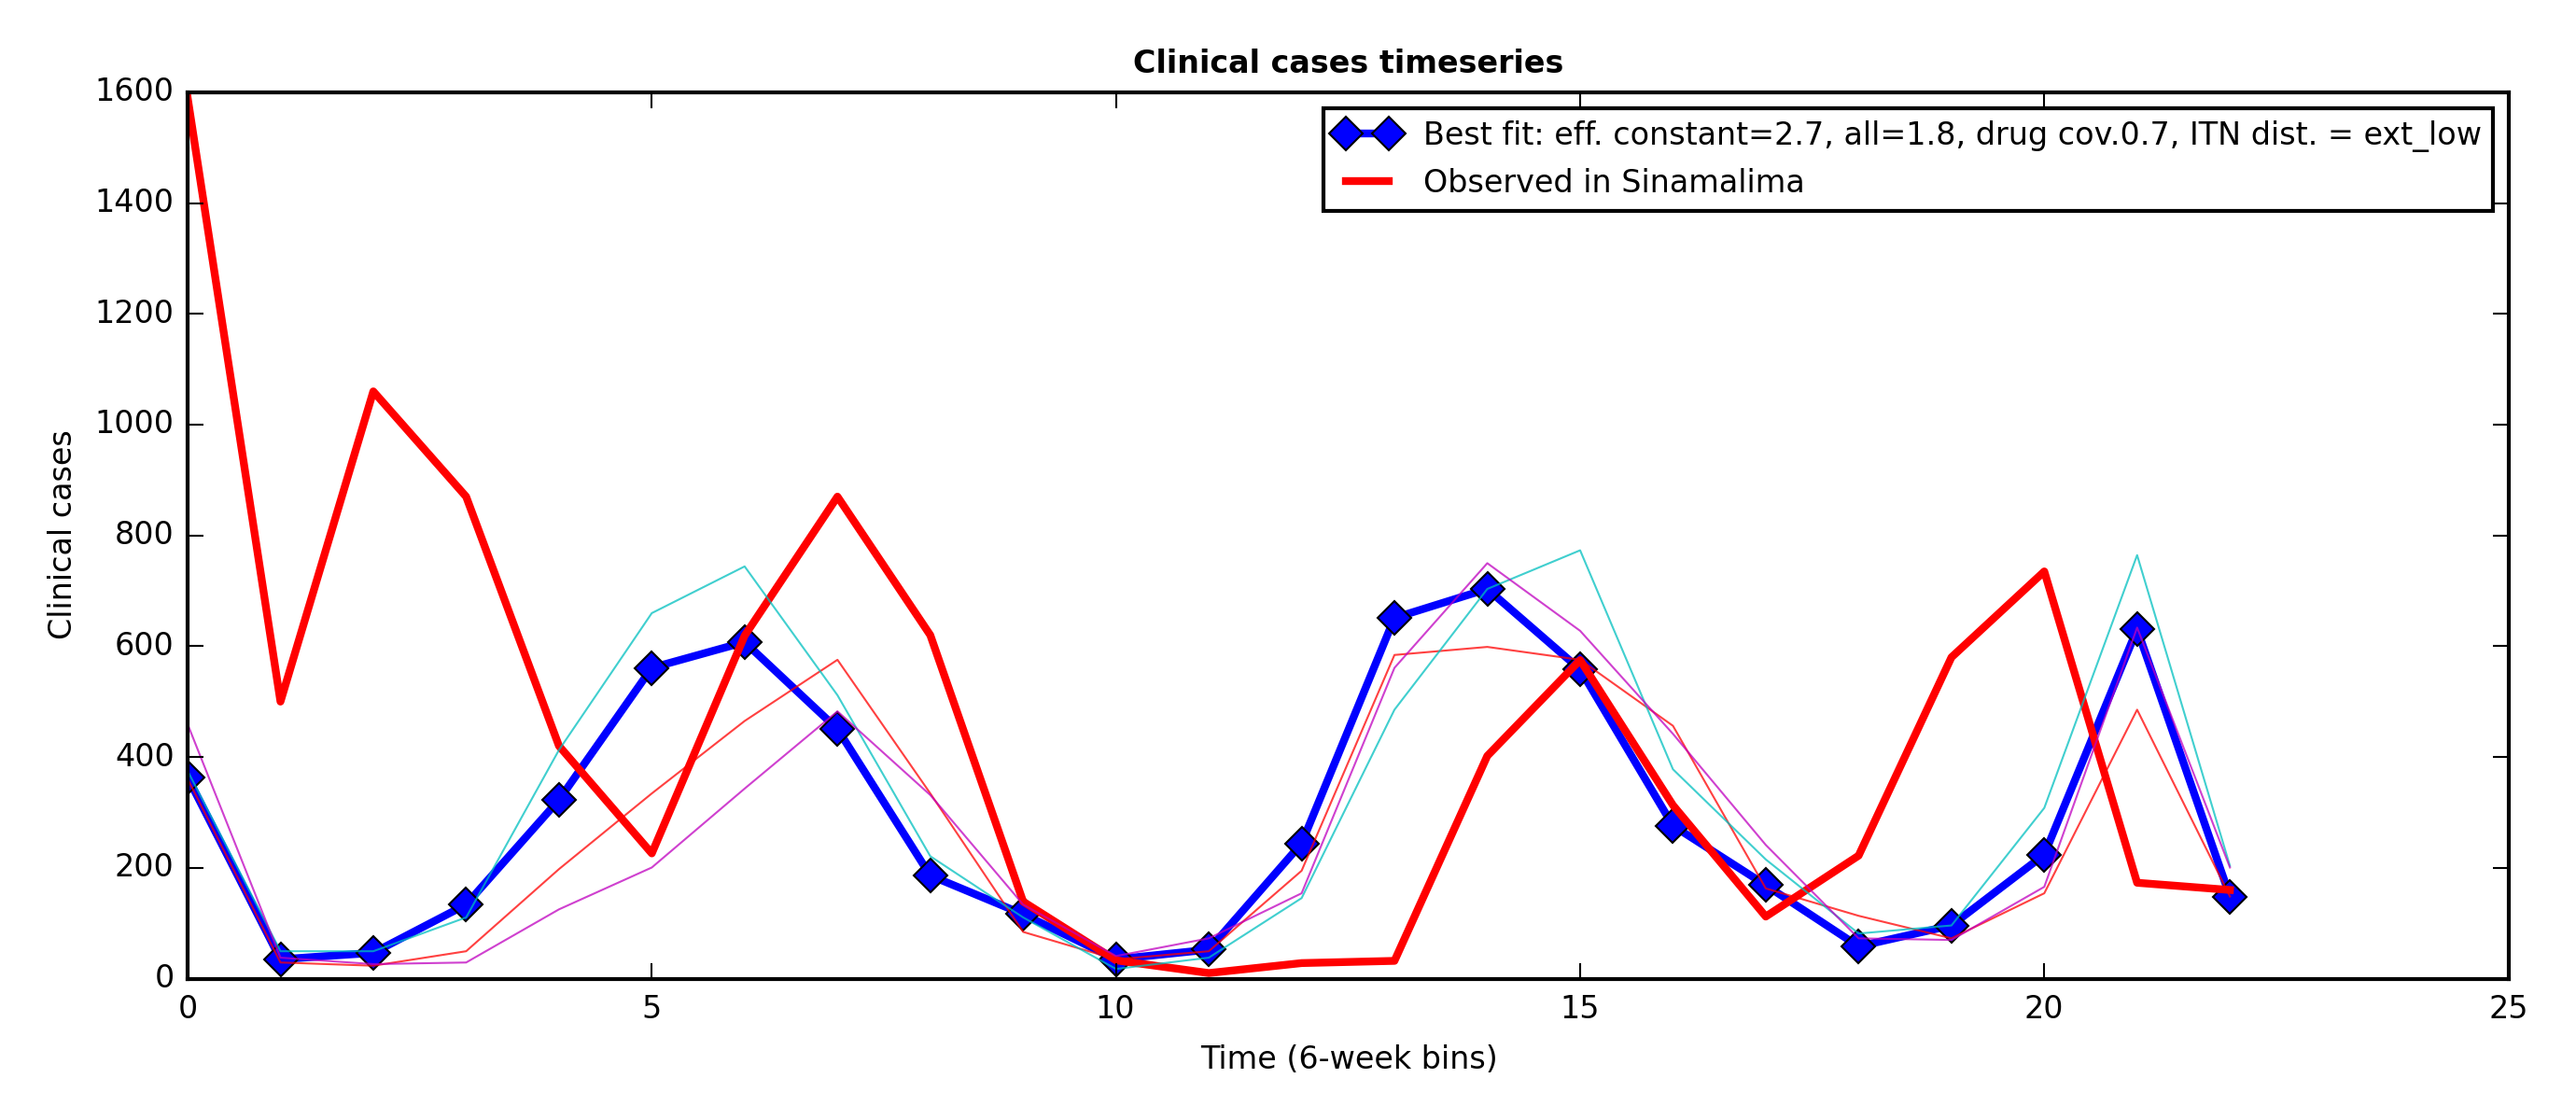 Clinical cases timeseries
1600
1400
1200
1000
800
600
400
200
0
Clinical cases
Best fit: eff. constant=2.7, all=1.8, drug cov.0.7, ITN dist. = ext_low
Observed in Sinamalima
0 5 10 15 20 25
Time (6-week bins)